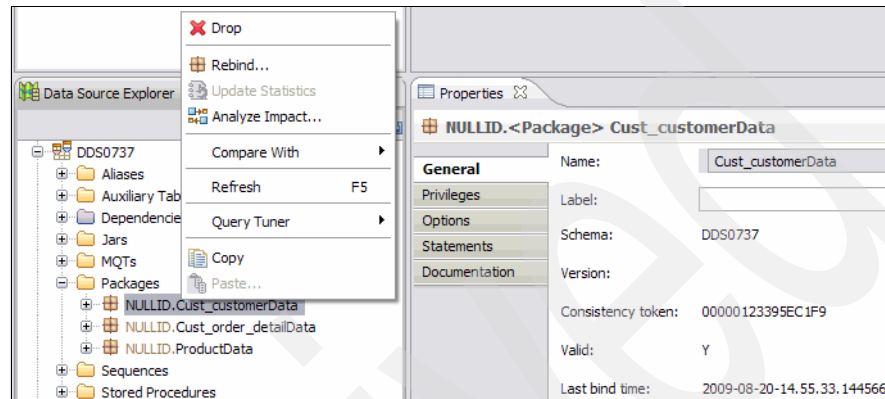 Drop
Rebind...
Update Statistics
Analyze Impact...
Compare With
Refresh F5
Query Tuner
Copy
Paste...
Data Source Explorer
DDS0737
Aliases
Auxiliary Tab
Dependencie
Jars
MQTs
Packages
NULLID.Cust_customerData
NULLID.Cust_order_detailData
NULLID.ProductData
Sequences
Stored Procedures
Properties
NULLID.<Package> Cust_customerData
General
Privileges
Options
Statements
Documentation
Name: Cust_customerData
Label:
Schema: DDS0737
Version:
Consistency token: 00000123395EC1F9
Valid: Y
Last bind time: 2009-08-20-14.55.33.144566